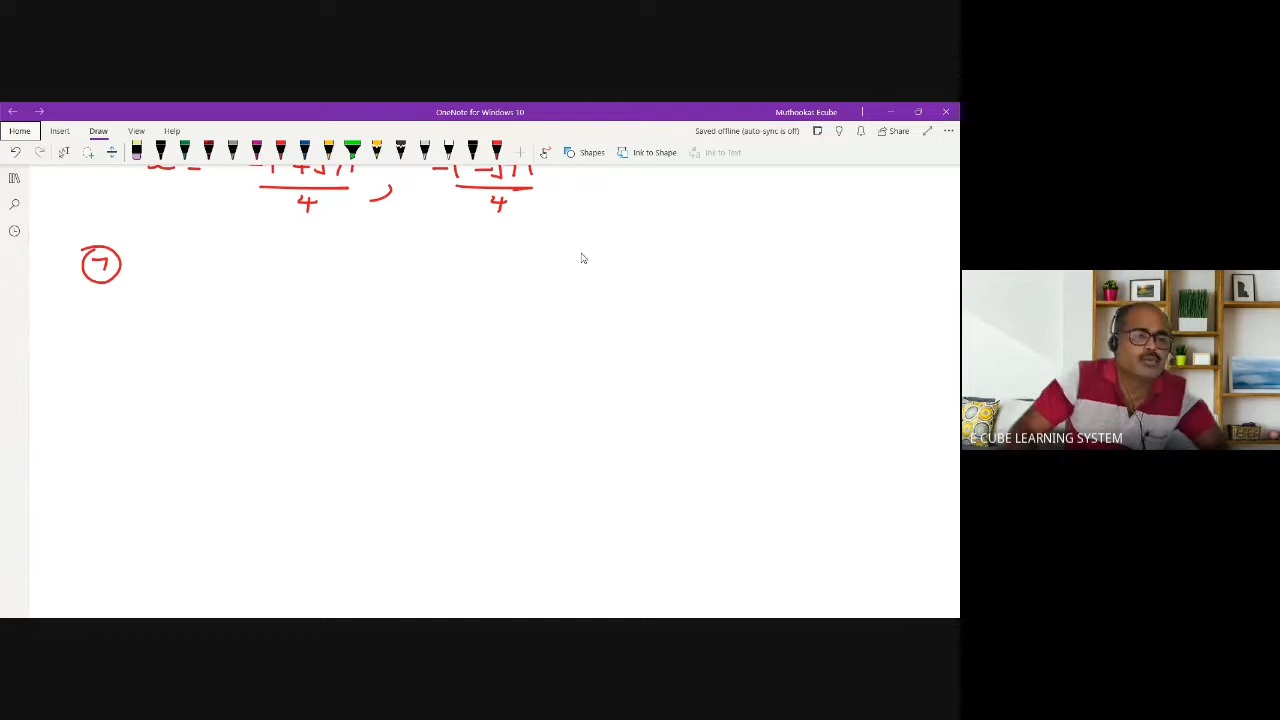 OneNote for Windows 10
Muthookas Ecube
Home Insert Draw View Help
Saved offline (auto-sync is off)
Share
Shapes
Ink to Shape
Ink to Text
4 , 4
7
E CUBE LEARNING SYSTEM